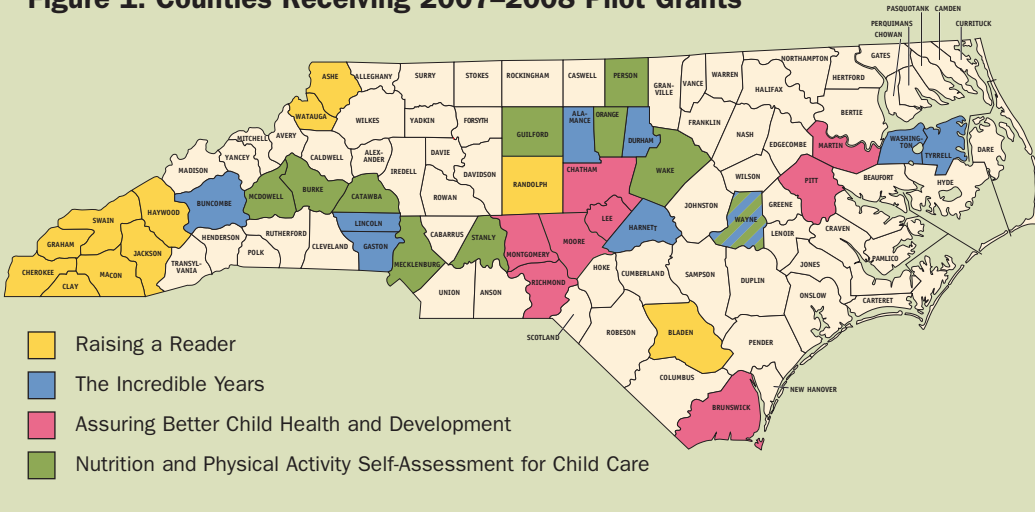 Figure 1. Counties Receiving 2007–2008 Pilot Grants
PASQUOTANK CAMDEN
PERQUIMANS CURRITUCK
CHOWAN
ASHE
ALLEGHANY
SURRY
STOKES
ROCKINGHAM
CASWELL
PERSON
GRAN-
VILLE
VANCE
WARREN
NORTHAMPTON
HALIFAX
HERTFORD
GATES
WATAUGA
WILKES
YADKIN
FORSYTH
GUILFORD
ALA-
MANCE
ORANGE
DURHAM
FRANKLIN
NASH
EDGECOMBE
BERTIE
MARTIN
WASHING-
TON
TYRRELL
DARE
MITCHELL
AVERY
YANCEY
CALDWELL
ALEX-
ANDER
IREDELL
DAVIE
DAVIDSON
RANDOLPH
CHATHAM
WAKE
WILSON
PITT
BEAUFORT
HYDE
MADISON
BUNCOMBE
MCDOWELL
BURKE
CATAWBA
ROWAN
LEE
JOHNSTON
WAYNE
GREENE
LENOIR
CRAVEN
PAMLICO
SWAIN
HAYWOOD
GRAHAM
JACKSON
CHEROKEE
MACON
CLAY
TRANSYL-
VANIA
HENDERSON
POLK
RUTHERFORD
CLEVELAND
LINCOLN
GASTON
MECKLENBURG
CABARRUS
STANLY
MONTGOMERY
MOORE
HARNETT
RICHMOND
HOKE
CUMBERLAND
SAMPSON
DUPLIN
JONES
ONSLOW
CARTERET
UNION
ANSON
SCOTLAND
ROBESON
BLADEN
PENDER
COLUMBUS
NEW HANOVER
BRUNSWICK
Raising a Reader
The Incredible Years
Assuring Better Child Health and Development
Nutrition and Physical Activity Self-Assessment for Child Care